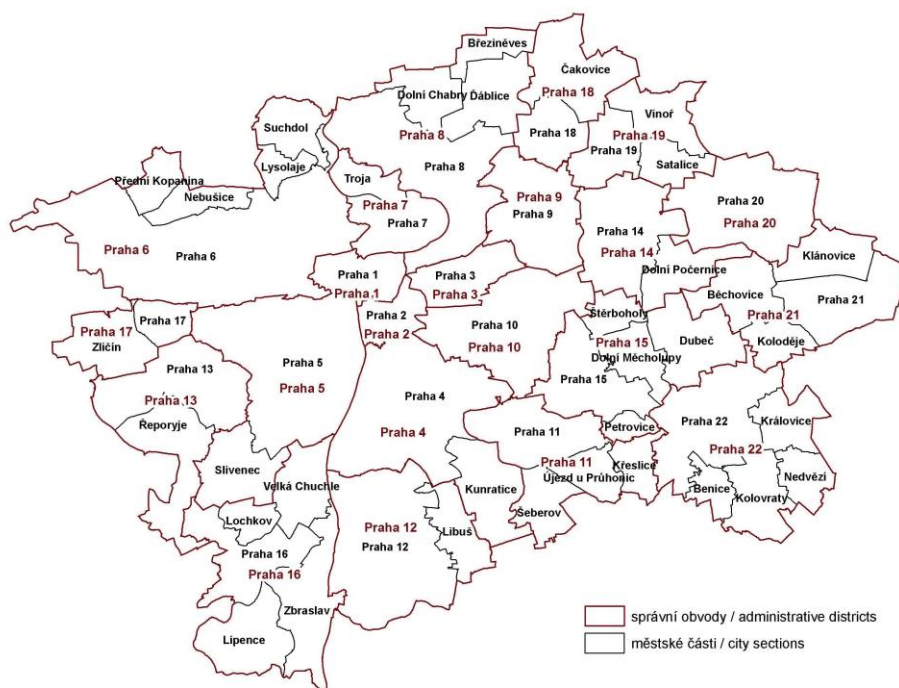 Březiněves
Čakovice
Dolní Chabry
Ďáblice
Praha 18
Vinoř
Suchdol
Praha 8
Praha 18
Praha 19
Praha 19
Lysolaje
Praha 8
Satalice
Troja
Přední Kopanina
Nebušice
Praha 9
Praha 20
Praha 7
Praha 9
Praha 7
Praha 20
Praha 14
Praha 6
Praha 6
Praha 14
Klánovice
Praha 1
Praha 3
Dolní Počernice
Praha 1
Praha 3
Běchovice
Praha 21
Štěrboholy
Praha 2
Praha 21
Praha 17
Praha 17
Praha 2
Praha 10
Zličín
Praha 10
Praha 15
Dubeč
Koloděje
Dolní Měcholupy
Praha 5
Praha 13
Praha 15
Praha 5
Praha 4
Praha 13
Praha 22
Královice
Řeporyje
Praha 4
Praha 11
Petrovice
Praha 22
Praha 11
Křeslice
Slivenec
Újezd u Průhonic
Nedvězí
Velká Chuchle
Kunratice
Benice
Kolovraty
Šeberov
Lochkov
Praha 12
Libuš
Praha 16
Praha 12
Praha 16
Zbraslav
Lipence
správní obvody / administrative districts
městské části / city sections